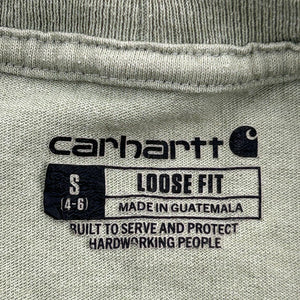 carhartt
S LOOSE FIT
(4-6) MADE IN GUATEMALA
BUILT TO SERVE AND PROTECT
HARDWORKING PEOPLE